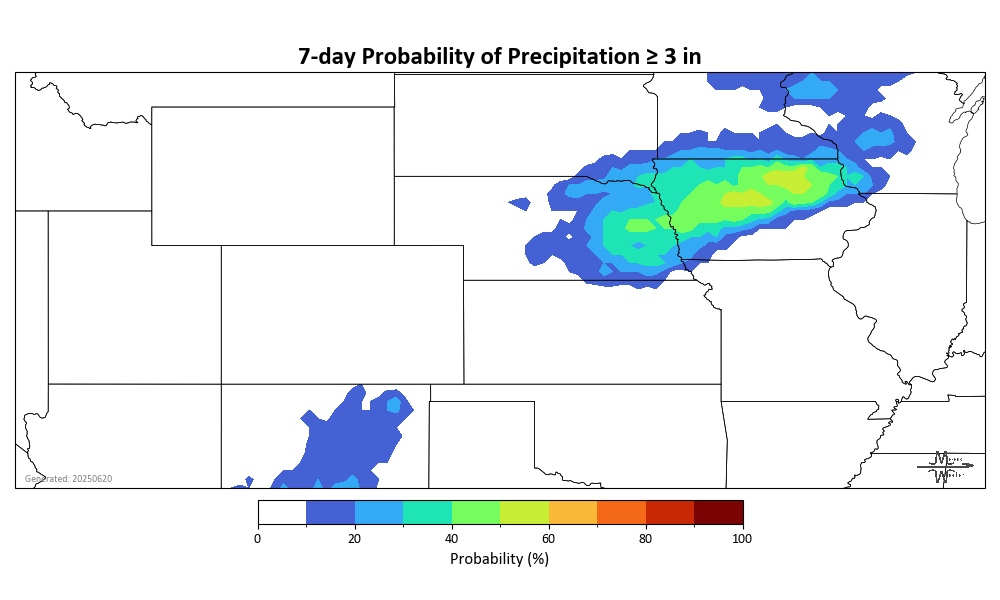 7-day Probability of Precipitation ≥ 3 in
Generated: 20250620
0 20 40 60 80 100
Probability (%)